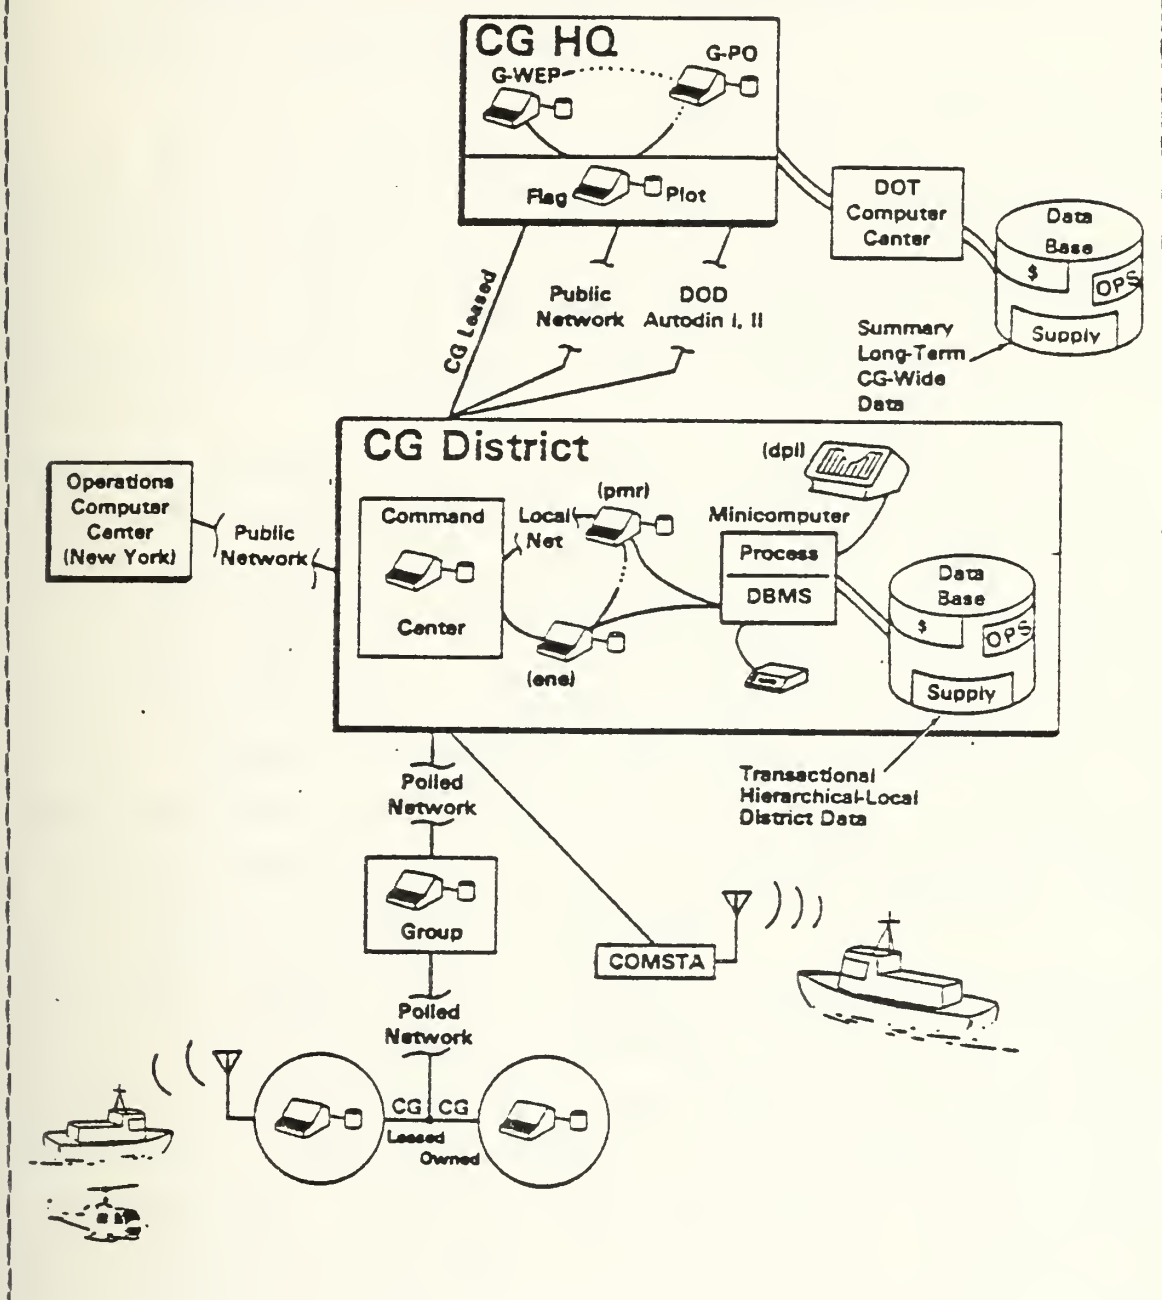 CG HQ
G-PO
G-WEP
Flag
Plot
DOT
Computer
Center
Data
Base
$
OPS
Supply
CG Leased
Public
Network
DOD
Autodin I, II
Summary
Long-Term
CG-Wide
Data
CG District
(dpl)
Operations
Computer
Center
(New York)
Public
Network
Command
Center
Local
Net
(pmr)
(ene)
Minicomputer
Process
DBMS
Data
Base
$
OPS
Supply
Transactional
Hierarchical-Local
District Data
Polled
Network
Group
COMSTA
Polled
Network
CG
CG
Leased
Owned